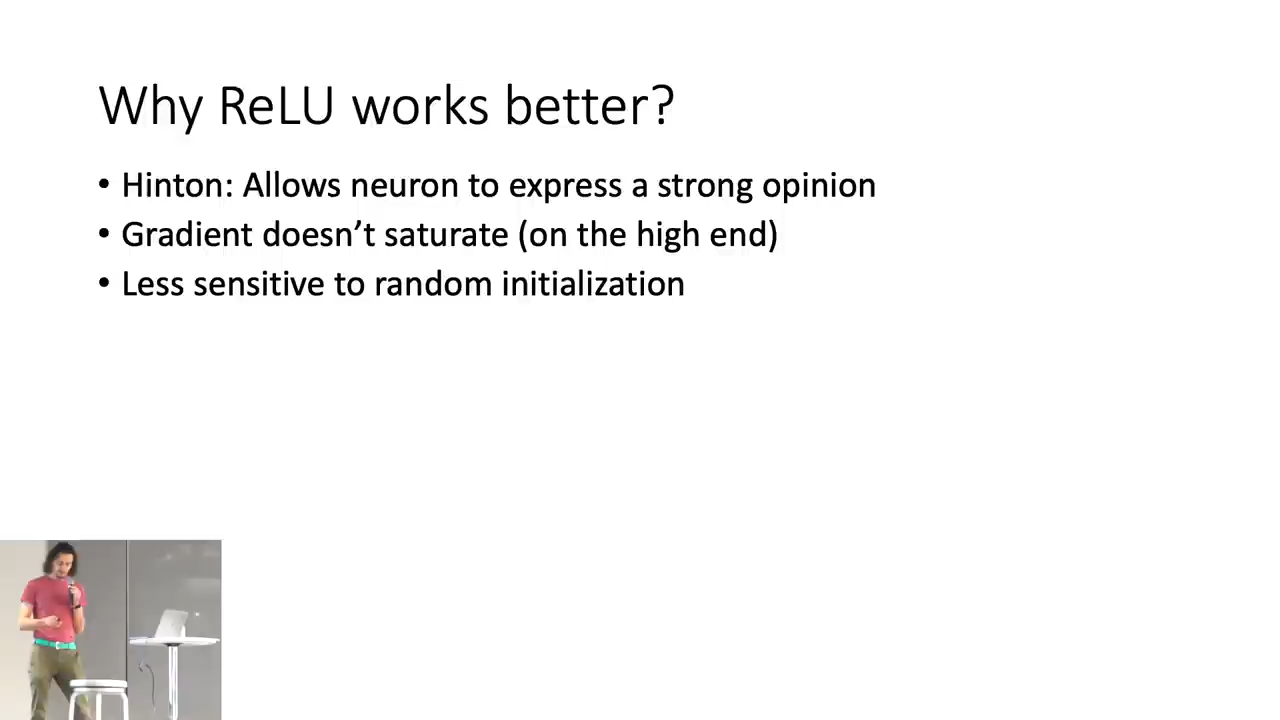 Why ReLU works better?
• Hinton: Allows neuron to express a strong opinion
• Gradient doesn’t saturate (on the high end)
• Less sensitive to random initialization